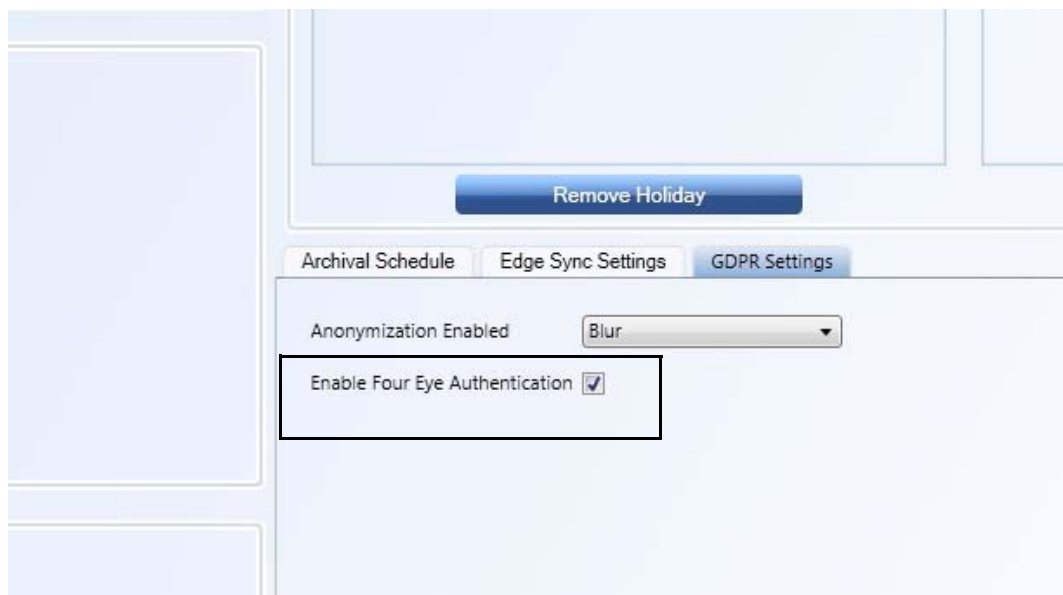 Remove Holiday
Archival Schedule Edge Sync Settings GDPR Settings
Anonymization Enabled Blur
Enable Four Eye Authentication